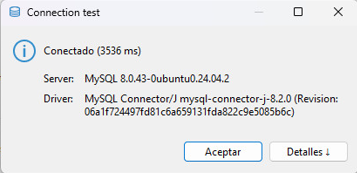 Connection test
Conectado (3536 ms)
Server: MySQL 8.0.43-0ubuntu0.24.04.2
Driver: MySQL Connector/J mysql-connector-j-8.2.0 (Revision:
06a1f724497fd81c6a659131fda822c9e5085b6c)
Aceptar
Detalles ↓